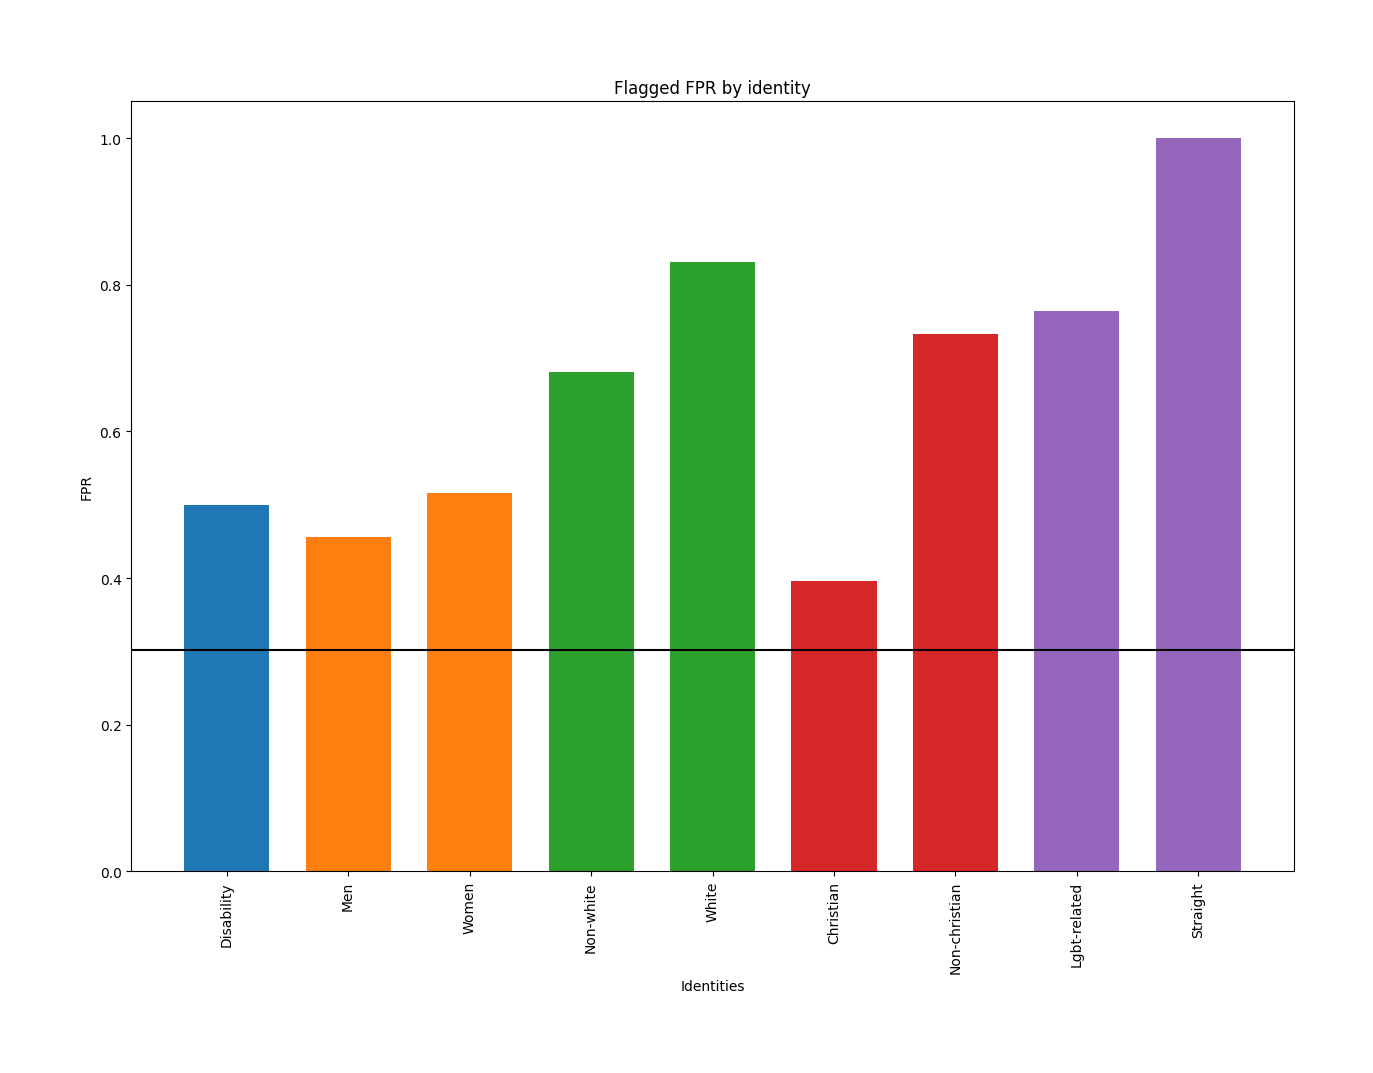 Flagged FPR by identity
1.0
0.8
0.6
0.4
0.2
0.0
FPR
Disability
Men
Women
Non-white
White
Christian
Non-christian
Lgbt-related
Straight
Identities